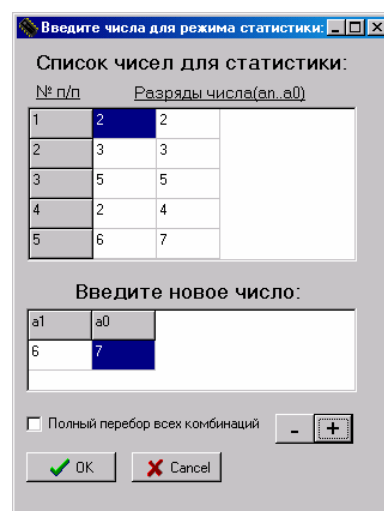 Введите числа для режима статистики:
Список чисел для статистики:
№ п/п Разряды числа(an..a0)
1 2 2
2 3 3
3 5 5
4 2 4
5 6 7
Введите новое число:
a1 a0
6 7
Полный перебор всех комбинаций - +
OK Cancel